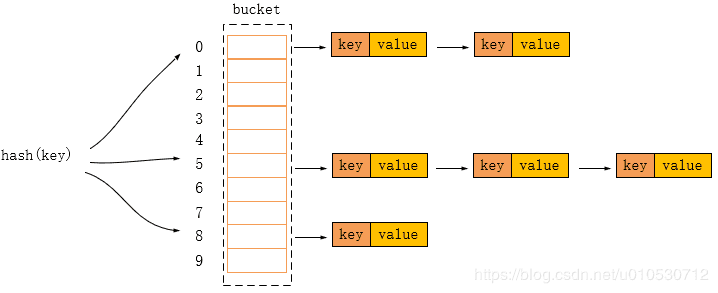 bucket
0 key value key value
1
2
3
4
hash(key)
5 key value key value key value
6
7
8 key value
9
https://blog.csdn.net/u010530712